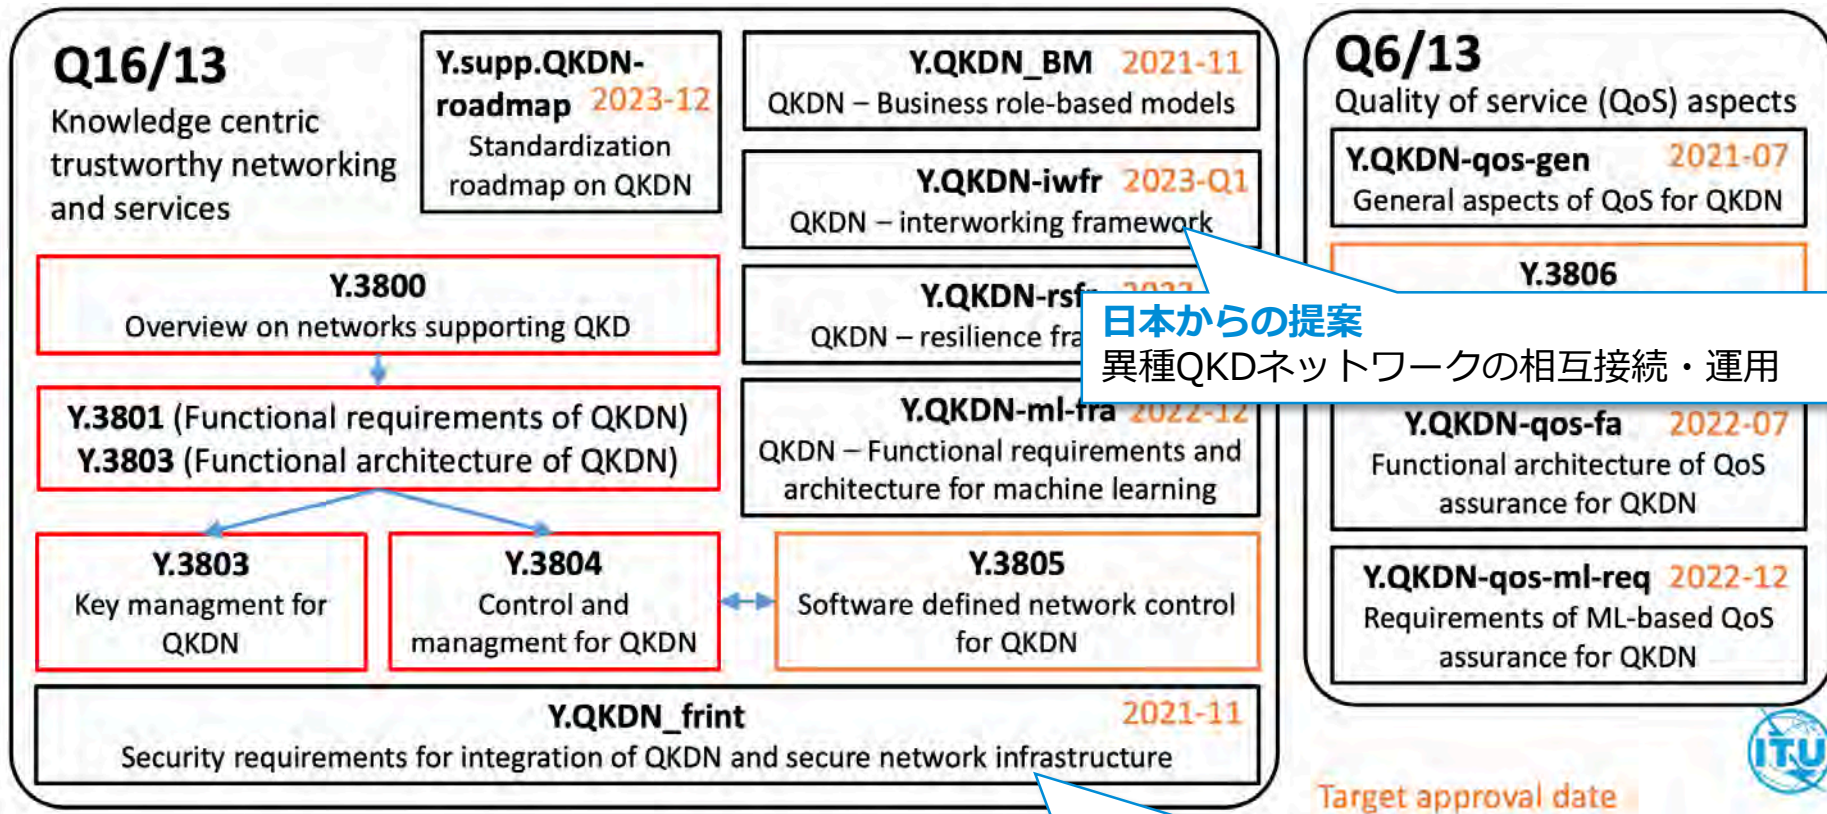 Q16/13
Knowledge centric
trustworthy networking
and services
Y.supp.QKDN-
roadmap 2023-12
Standardization
roadmap on QKDN
Y.3800
Overview on networks supporting QKD
Y.3801 (Functional requirements of QKDN)
Y.3803 (Functional architecture of QKDN)
Y.3803
Key managment for
QKDN
Y.3804
Control and
managment for QKDN
Y.QKDN_BM 2021-11
QKDN – Business role-based models
Y.QKDN-iwfr 2023-Q1
QKDN – interworking framework
Y.QKDN-rsfr
QKDN – resilience
日本からの提案
異種QKDネットワークの相互接続・運用
Y.QKDN-ml-fra 2022-12
QKDN – Functional requirements and
architecture for machine learning
Y.3805
Software defined network control
for QKDN
Y.QKDN_frint 2021-11
Security requirements for integration of QKDN and secure network infrastructure
Q6/13
Quality of service (QoS) aspects
Y.QKDN-qos-gen 2021-07
General aspects of QoS for QKDN
Y.3806
Y.QKDN-qos-fa 2022-07
Functional architecture of QoS
assurance for QKDN
Y.QKDN-qos-ml-req 2022-12
Requirements of ML-based QoS
assurance for QKDN
ITU
Target approval date